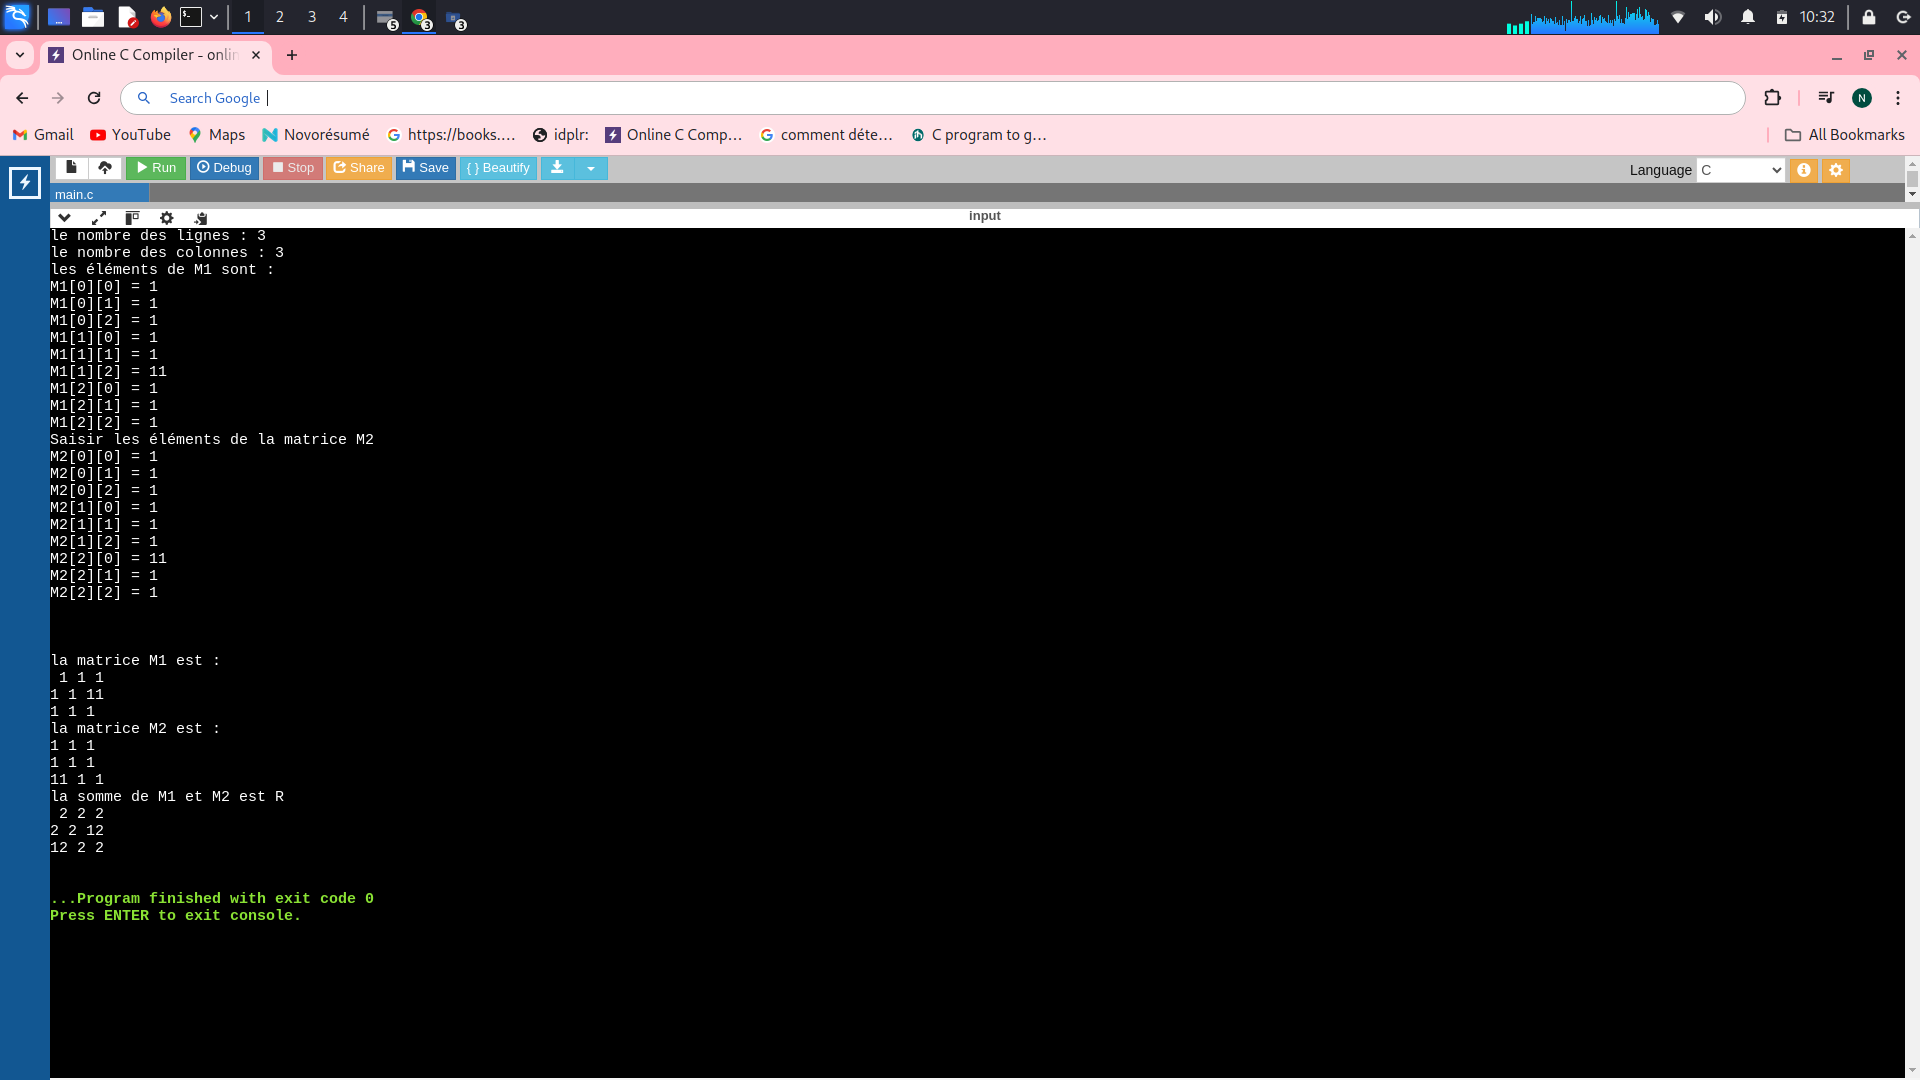 1 2 3 4 5 3 3 10:32
Online C Compiler - onlin
Search Google
N
Gmail YouTube Maps Novorésumé https://books.... idplr: Online C Comp... comment déte... C program to g... All Bookmarks
Run Debug Stop Share Save { } Beautify Language C
main.c
input
le nombre des lignes : 3
le nombre des colonnes : 3
les éléments de M1 sont :
M1[0][0] = 1
M1[0][1] = 1
M1[0][2] = 1
M1[1][0] = 1
M1[1][1] = 1
M1[1][2] = 11
M1[2][0] = 1
M1[2][1] = 1
M1[2][2] = 1
Saisir les éléments de la matrice M2
M2[0][0] = 1
M2[0][1] = 1
M2[0][2] = 1
M2[1][0] = 1
M2[1][1] = 1
M2[1][2] = 1
M2[2][0] = 11
M2[2][1] = 1
M2[2][2] = 1
la matrice M1 est :
1 1 1
1 1 11
1 1 1
la matrice M2 est :
1 1 1
1 1 1
11 1 1
la somme de M1 et M2 est R
2 2 2
2 2 12
12 2 2
...Program finished with exit code 0
Press ENTER to exit console.